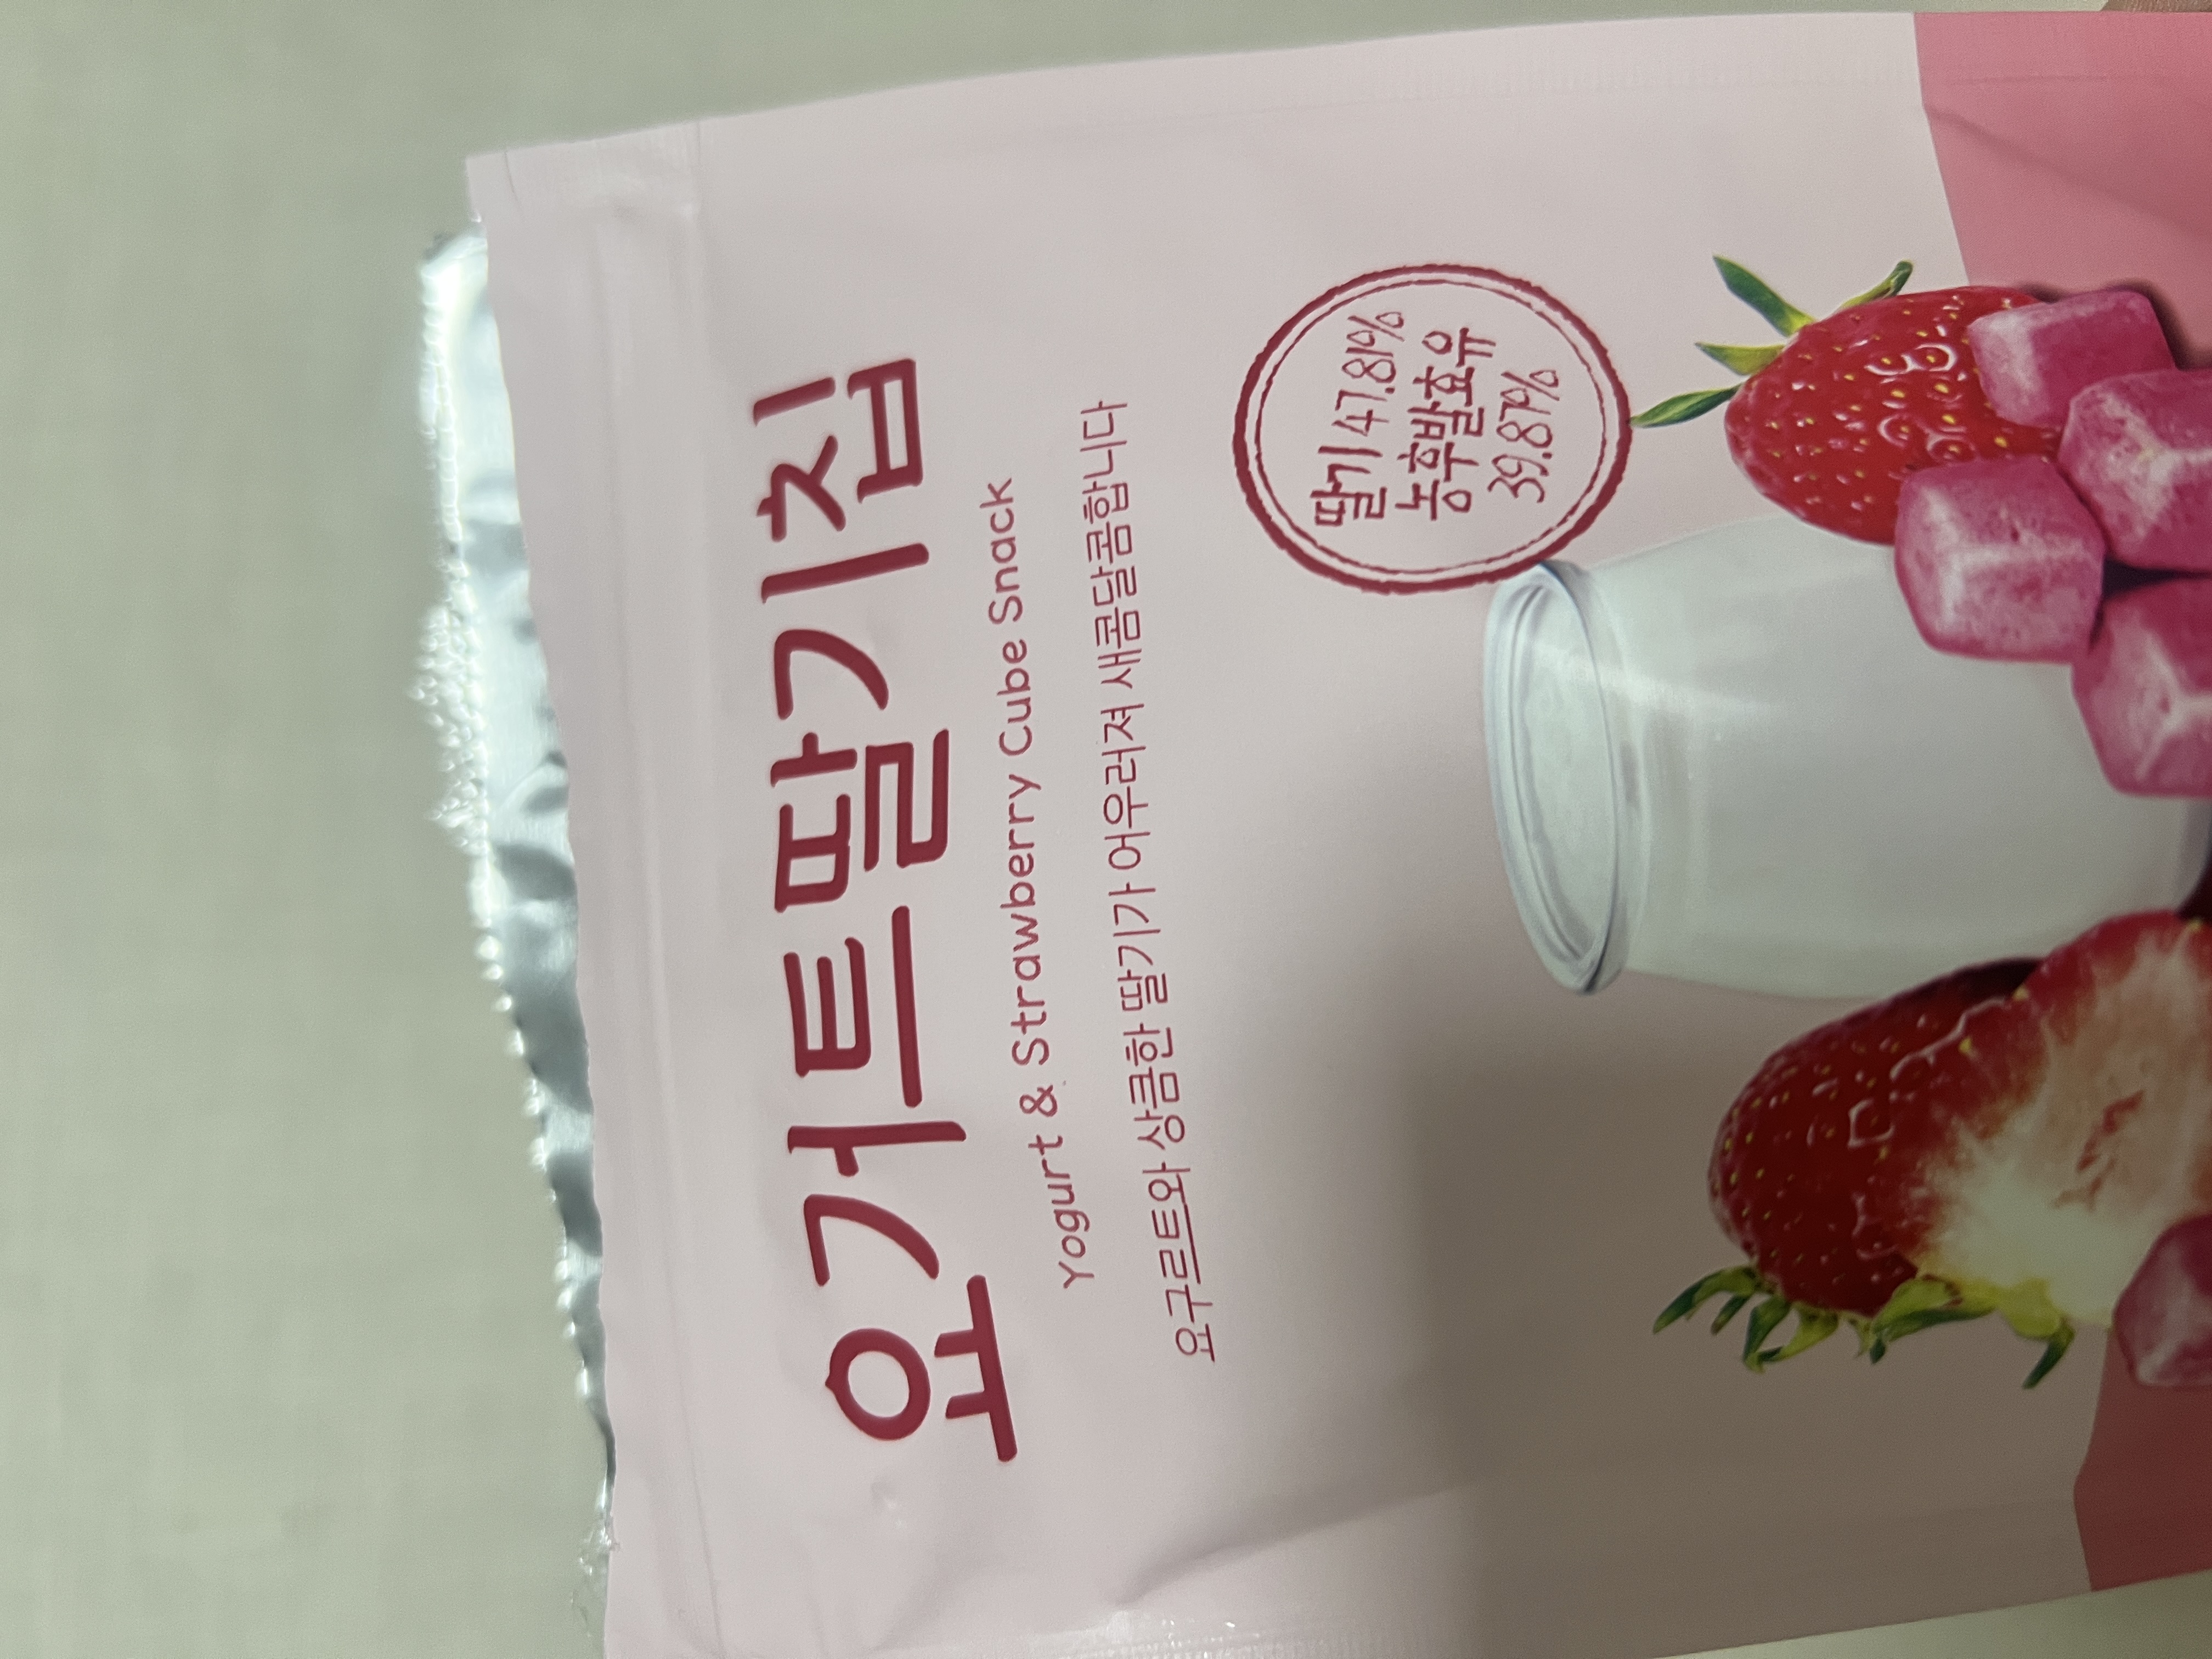 요거트딸기칩
Yogurt & Strawberry Cube Snack
요구르트와 상큼한 딸기가 어우러져 새콤달콤합니다
딸기 47.81%
농후발효유
39.87%